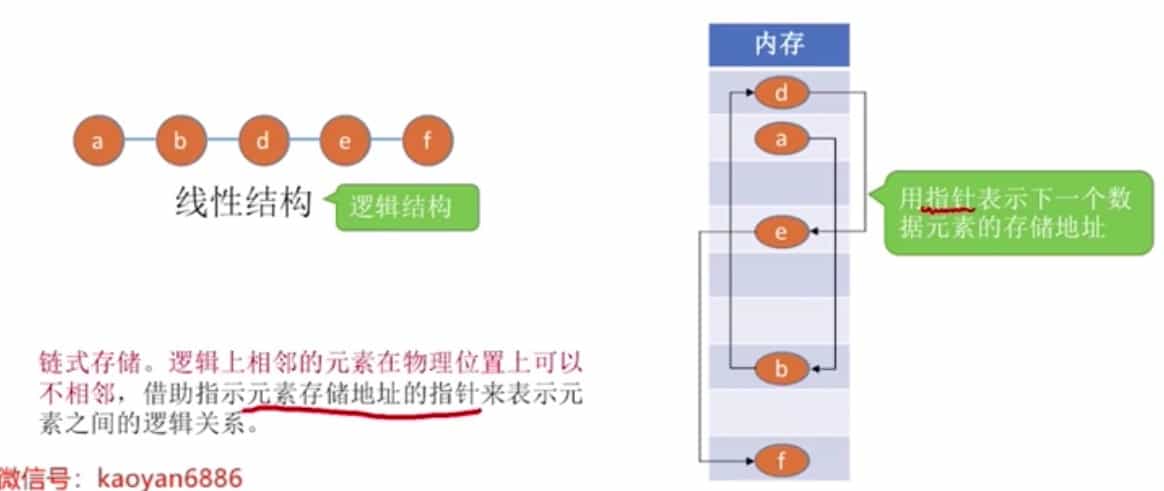 a
b
d
e
f
线性结构
逻辑结构
链式存储。逻辑上相邻的元素在物理位置上可以
不相邻，借助指示元素存储地址的指针来表示元
素之间的逻辑关系。
微信号：kaoyan6886
内存
d
a
e
b
f
用指针表示下一个数
据元素的存储地址